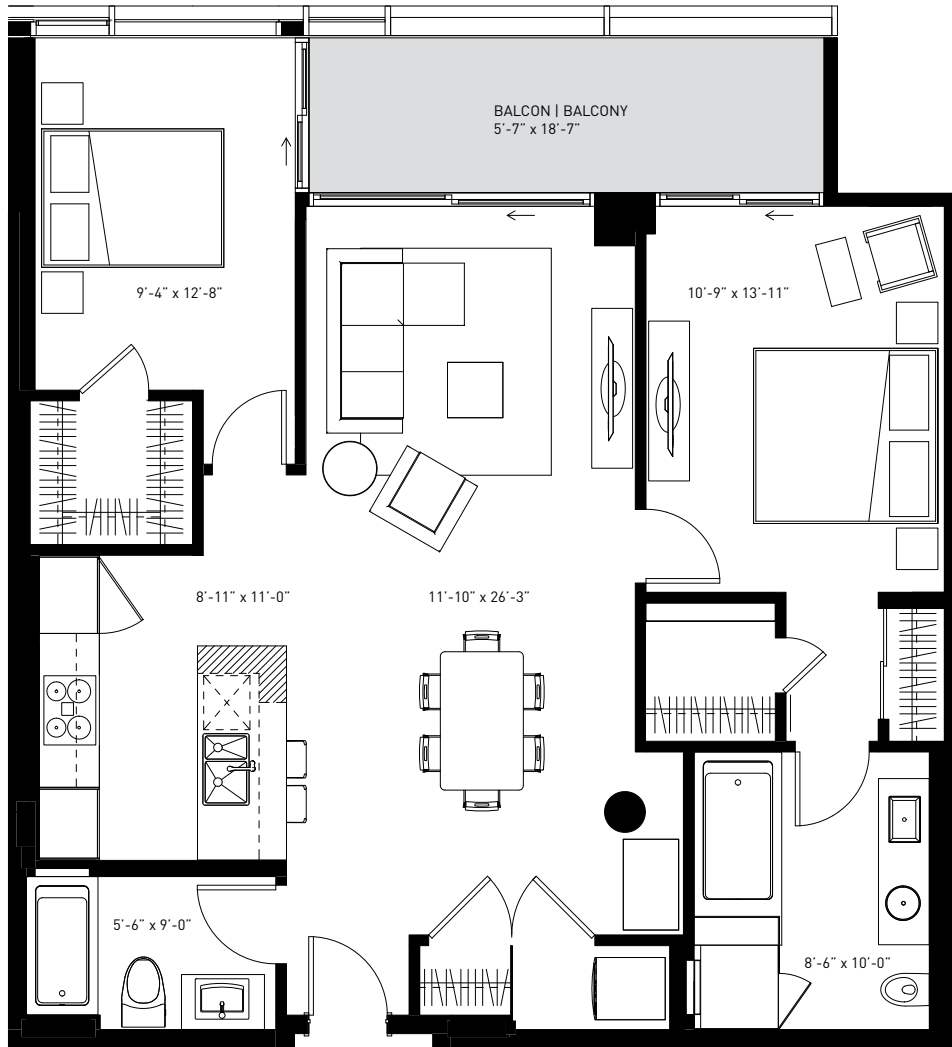 BALCON | BALCONY
5'-7" x 18'-7"
9'-4" x 12'-8"
10'-9" x 13'-11"
8'-11" x 11'-0"
11'-10" x 26'-3"
5'-6" x 9'-0"
8'-6" x 10'-0"